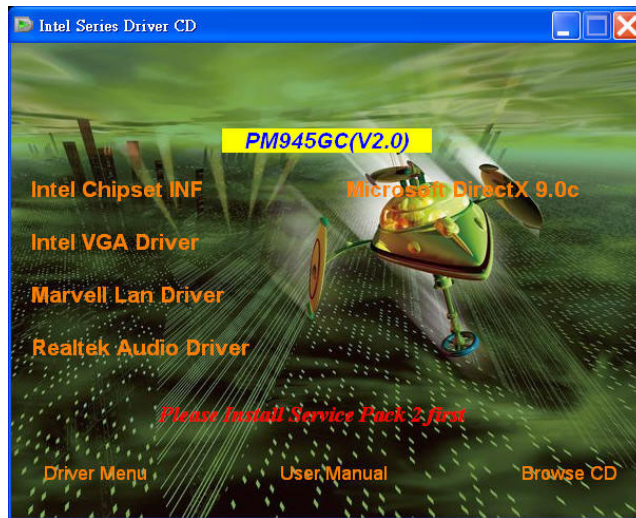 Intel Series Driver CD
PM945GC(V2.0)
Intel Chipset INF
Microsoft DirectX 9.0c
Intel VGA Driver
Marvell Lan Driver
Realtek Audio Driver
Please Install Service Pack 2 first
Driver Menu
User Manual
Browse CD